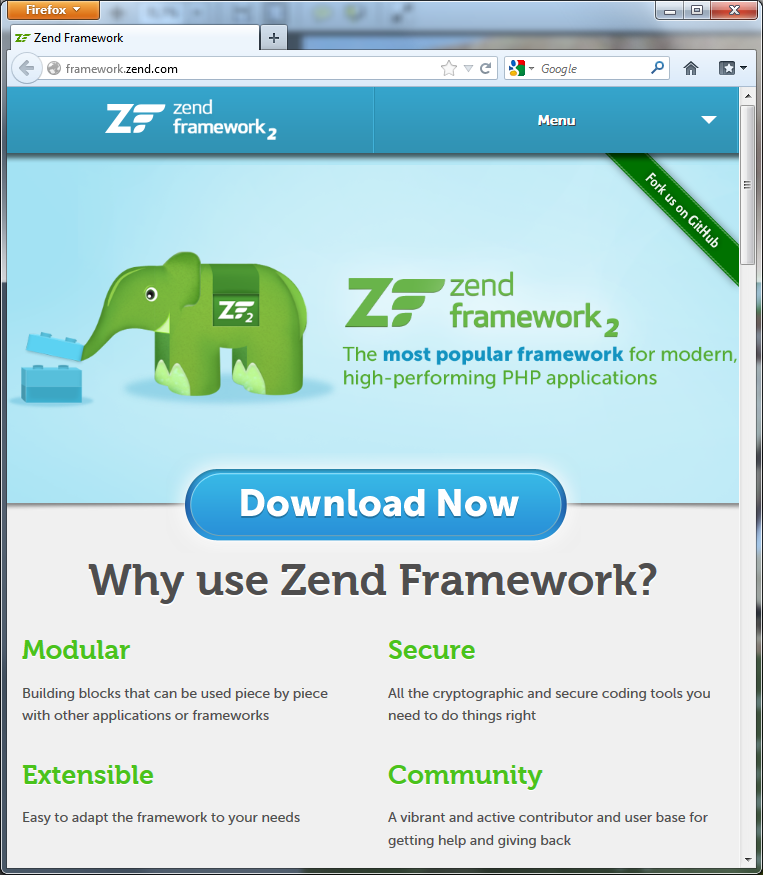 Firefox
Zend Framework
framework.zend.com
Google
ZF zend framework 2
Menu
Fork us on GitHub
ZF2
ZF zend framework 2
The most popular framework for modern,
high-performing PHP applications
Download Now
Why use Zend Framework?
Modular
Building blocks that can be used piece by piece
with other applications or frameworks
Secure
All the cryptographic and secure coding tools you
need to do things right
Extensible
Easy to adapt the framework to your needs
Community
A vibrant and active contributor and user base for
getting help and giving back